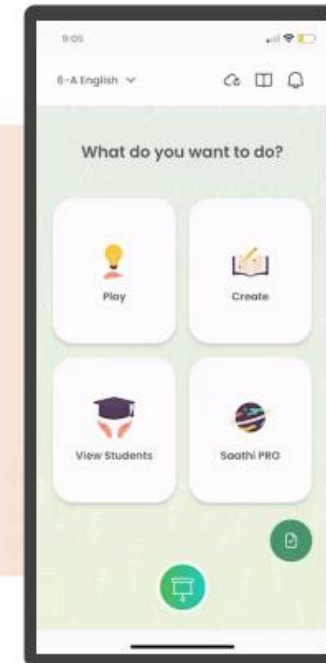 9:05
6-A English
What do you want to do?
Play
Create
View Students
Saathi PRO